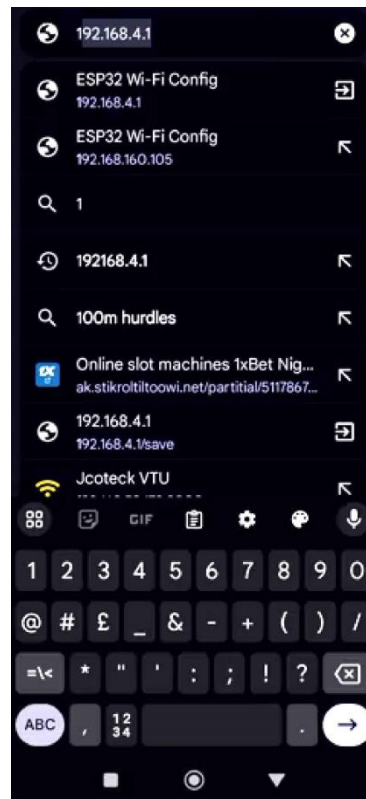 192.168.4.1
ESP32 Wi-Fi Config
192.168.4.1
ESP32 Wi-Fi Config
192.168.160.105
1
192168.4.1
100m hurdles
Online slot machines 1xBet Nig...
ak.stikroltiltoowi.net/partitial/5117867...
192.168.4.1
192.168.4.1/save
Jcoteck VTU
GIF
1 2 3 4 5 6 7 8 9 0
@ # £ _ & - + ( ) /
=\< * " ' : ; ! ?
ABC , 12 .
34